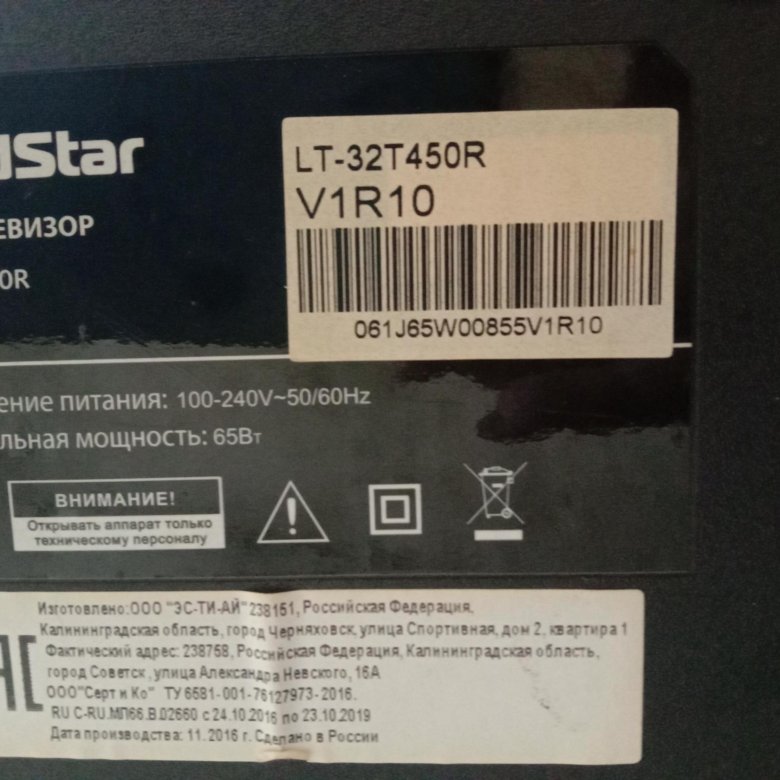 dStar
LT-32T450R
V1R10
ЕВИЗОР
0R
061J65W00855V1R10
ение питания: 100-240V~50/60Hz
льная мощность: 65Вт
ВНИМАНИЕ!
Открывать аппарат только
техническому персоналу
Изготовлено:ООО "ЭС-ТИ-АЙ" 238151, Российская Федерация,
Калининградская область, город Черняховск, улица Спортивная, дом 2, квартира 1
Фактический адрес: 238758, Российская Федерация, Калининградская область,
город Советск, улица Александра Невского, 16А
ООО"Серт и Ко" ТУ 6581-001-76127973-2016.
RU C-RU.МЛ66.В.02660 с 24.10.2016 по 23.10.2019
Дата производства: 11.2016 г. Сделано в России